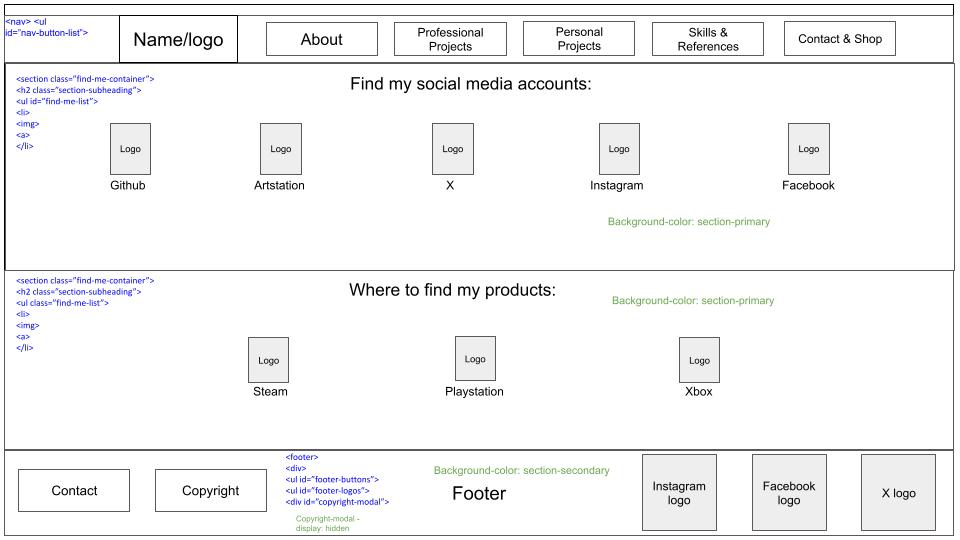 <nav> <ul
id="nav-button-list">
Name/logo
About
Professional
Projects
Personal
Projects
Skills &
References
Contact & Shop
<section class="find-me-container">
<h2 class="section-subheading">
<ul id="find-me-list">
<li>
<img>
<a>
</li>
Find my social media accounts:
Logo
Logo
Logo
Logo
Logo
Github
Artstation
X
Instagram
Facebook
Background-color: section-primary
<section class="find-me-container">
<h2 class="section-subheading">
<ul class="find-me-list">
<li>
<img>
<a>
</li>
Where to find my products:
Background-color: section-primary
Logo
Logo
Logo
Steam
Playstation
Xbox
Contact
Copyright
<footer>
<div>
<ul id="footer-buttons">
<ul id="footer-logos">
<div id="copyright-modal">
Copyright-modal -
display: hidden
Background-color: section-secondary
Footer
Instagram
logo
Facebook
logo
X logo